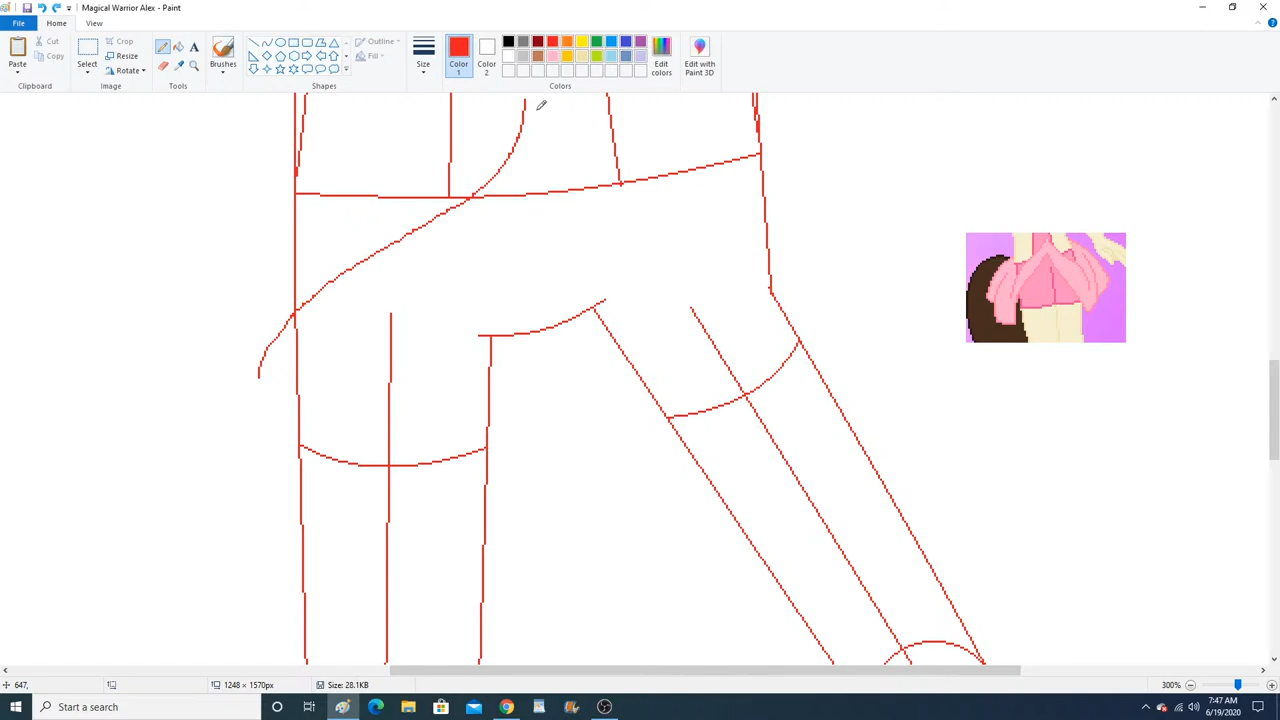 Magical Warrior Alex - Paint
File Home View
Paste Cut Copy Clipboard
Select Crop Resize Rotate Image
A Tools
Brushes
Outline Fill Shapes
Size
Color 1 Color 2 Edit colors Colors
Edit with Paint 3D
647, 1248 × 1570px Size: 28.1KB 300%
Start a search 7:47 AM
6/19/2020